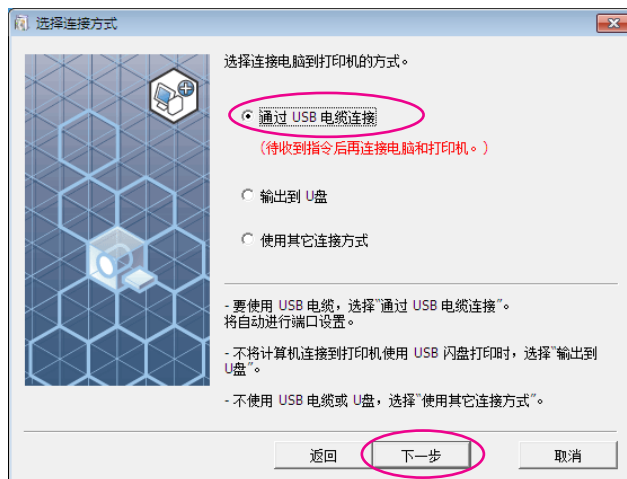 选择连接方式
选择连接电脑到打印机的方式。
通过 USB 电缆连接
（待收到指令后再连接电脑和打印机。）
输出到 U盘
使用其它连接方式
- 要使用 USB 电缆，选择"通过 USB 电缆连接"。
将自动进行端口设置。
- 不将计算机连接到打印机使用 USB 闪盘打印时，选择"输出到
U盘"。
- 不使用 USB 电缆或 U盘，选择"使用其它连接方式"。
返回 下一步 取消